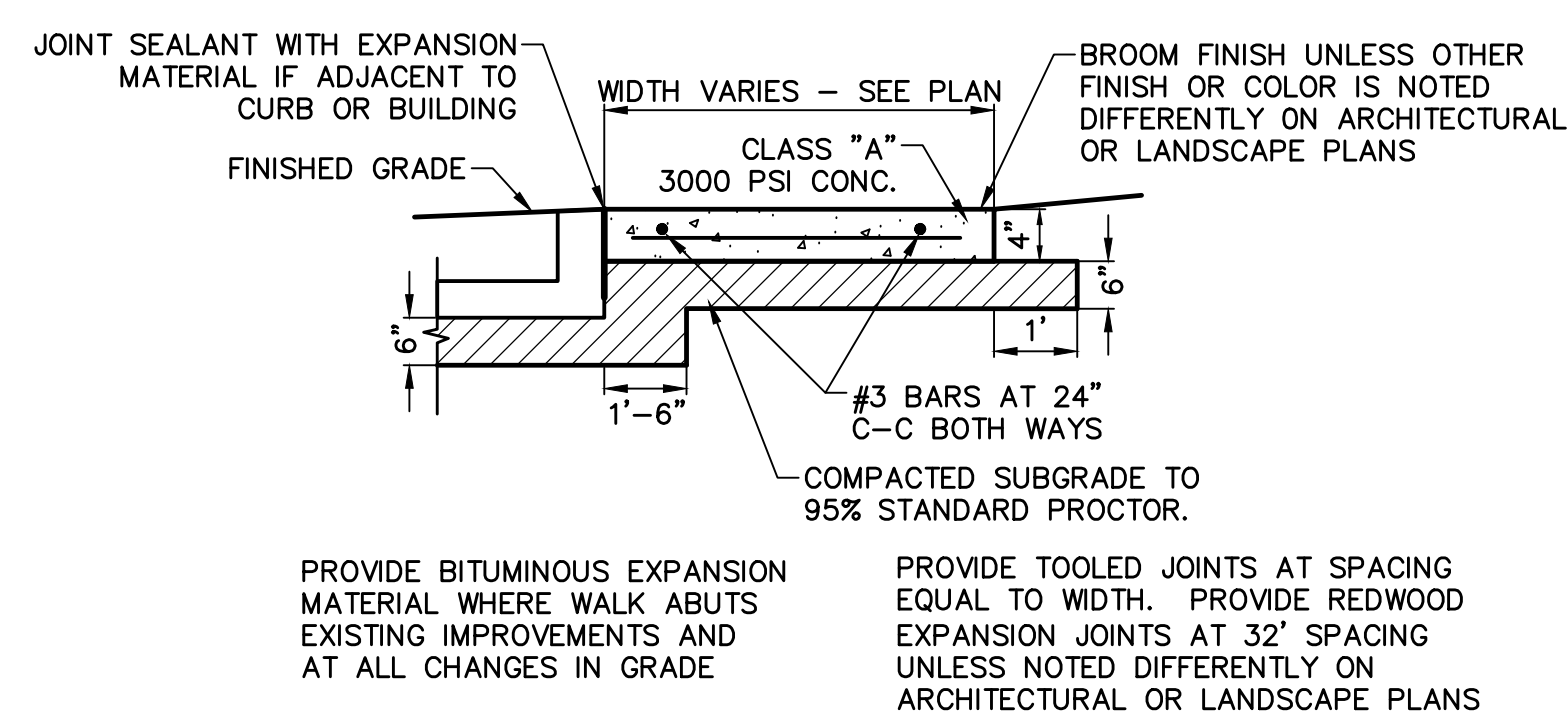 JOINT SEALANT WITH EXPANSION
MATERIAL IF ADJACENT TO
CURB OR BUILDING
FINISHED GRADE
WIDTH VARIES – SEE PLAN
CLASS "A"
3000 PSI CONC.
BROOM FINISH UNLESS OTHER
FINISH OR COLOR IS NOTED
DIFFERENTLY ON ARCHITECTURAL
OR LANDSCAPE PLANS
4"
6"
1'
6"
1'–6"
#3 BARS AT 24"
C–C BOTH WAYS
COMPACTED SUBGRADE TO
95% STANDARD PROCTOR.
PROVIDE BITUMINOUS EXPANSION
MATERIAL WHERE WALK ABUTS
EXISTING IMPROVEMENTS AND
AT ALL CHANGES IN GRADE
PROVIDE TOOLED JOINTS AT SPACING
EQUAL TO WIDTH. PROVIDE REDWOOD
EXPANSION JOINTS AT 32' SPACING
UNLESS NOTED DIFFERENTLY ON
ARCHITECTURAL OR LANDSCAPE PLANS